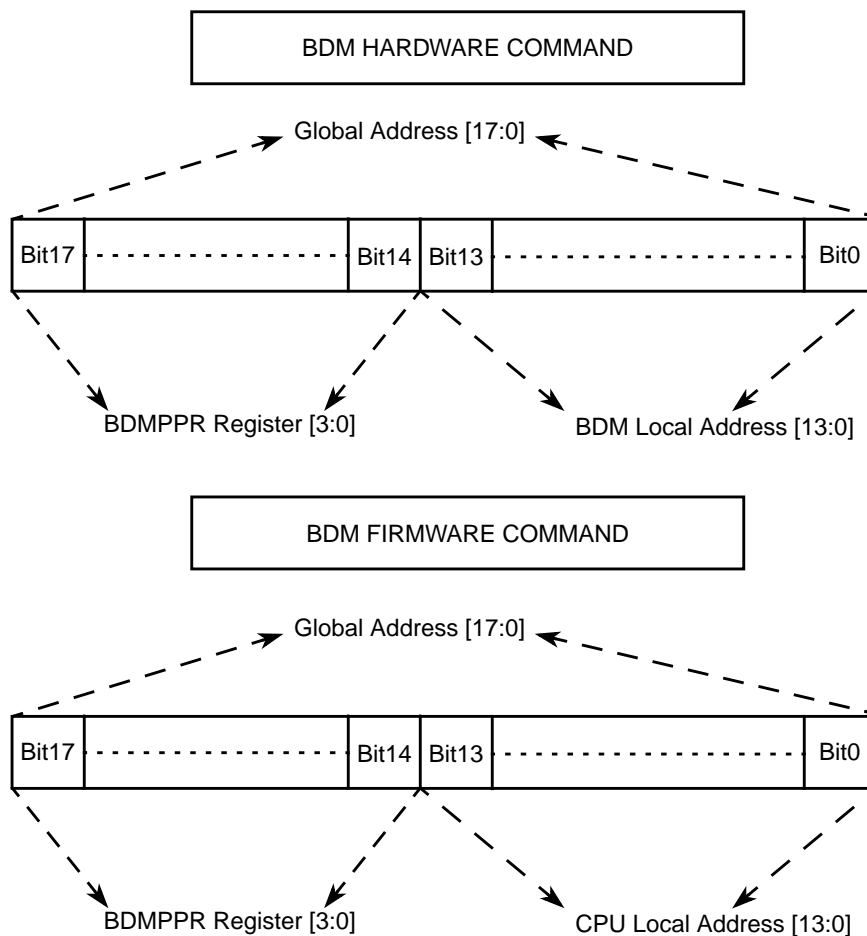 BDM HARDWARE COMMAND
Global Address [17:0]
Bit17 Bit14 Bit13 Bit0
BDMPPR Register [3:0] BDM Local Address [13:0]
BDM FIRMWARE COMMAND
Global Address [17:0]
Bit17 Bit14 Bit13 Bit0
BDMPPR Register [3:0] CPU Local Address [13:0]